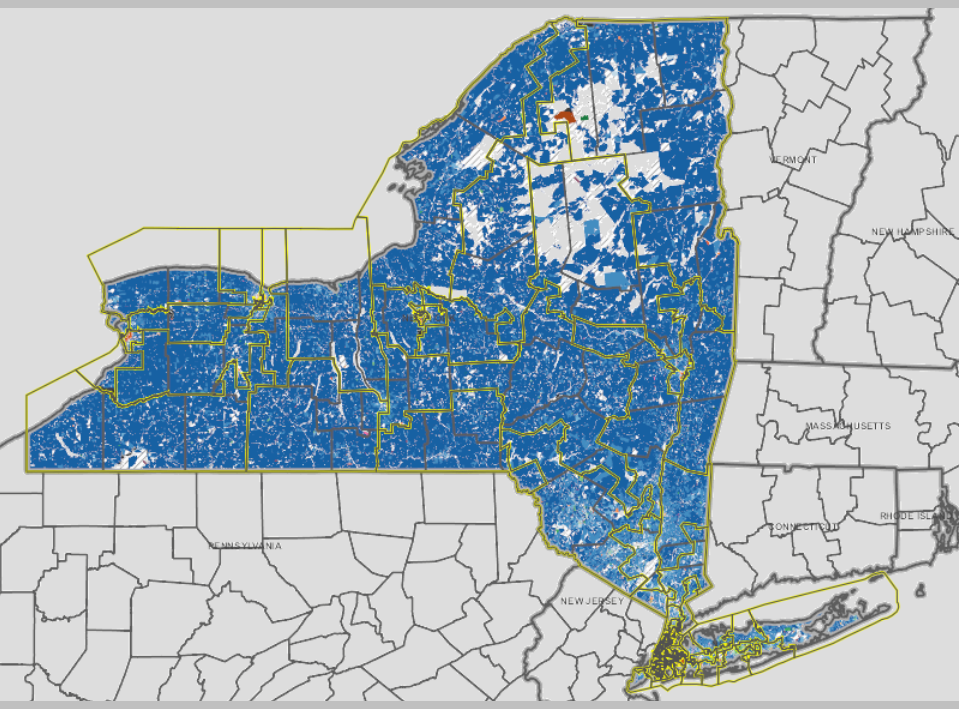 VERMONT
NEW HAMPSHIRE
MASSACHUSETTS
RHODE ISLAND
CONNECTICUT
PENNSYLVANIA
NEW JERSEY